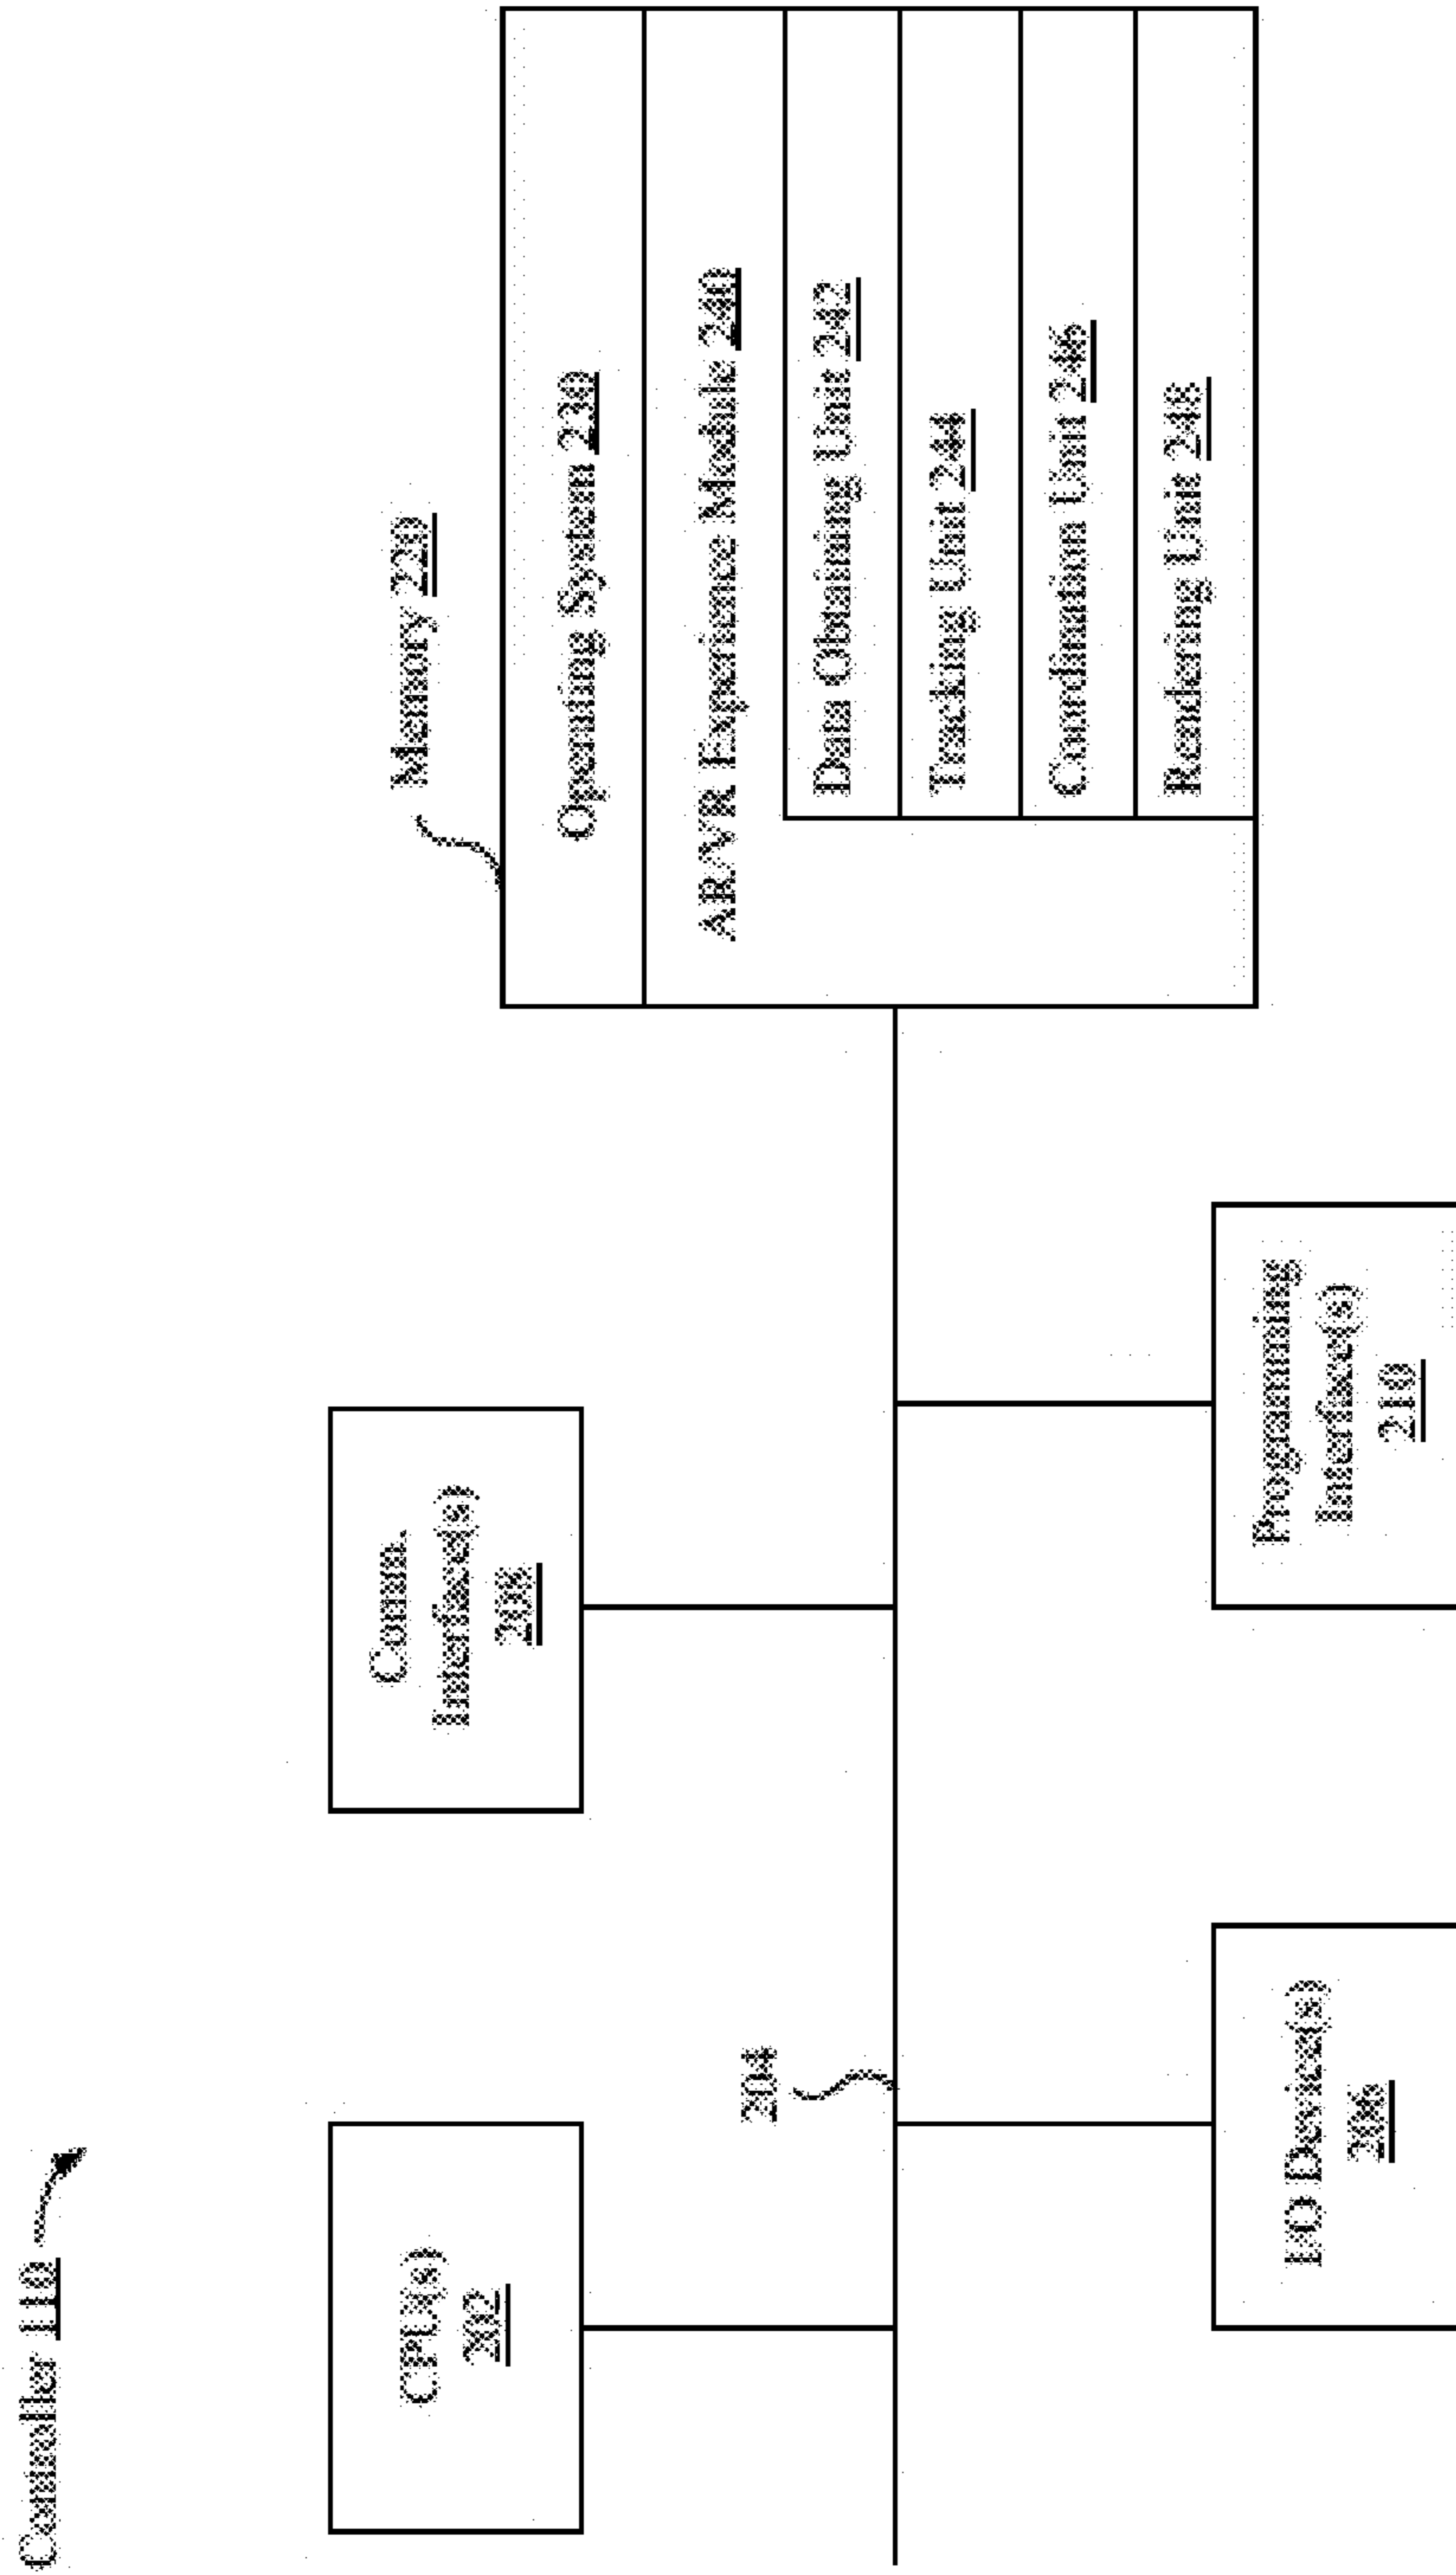 Controller 110
CPU(s)
202
Comm.
Interface(s)
208
204
I/O Device(s)
206
Programming
Interface(s)
210
Memory 220
Operating System 230
AR/VR Experience Module 240
Data Obtaining Unit 242
Tracking Unit 244
Coordination Unit 246
Rendering Unit 248